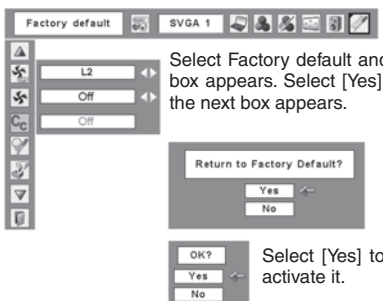 Factory default
SVGA 1
L2
Off
Cc
Off
Select Factory default and
box appears. Select [Yes]
the next box appears.
Return to Factory Default?
Yes
No
OK?
Yes
No
Select [Yes] to
activate it.